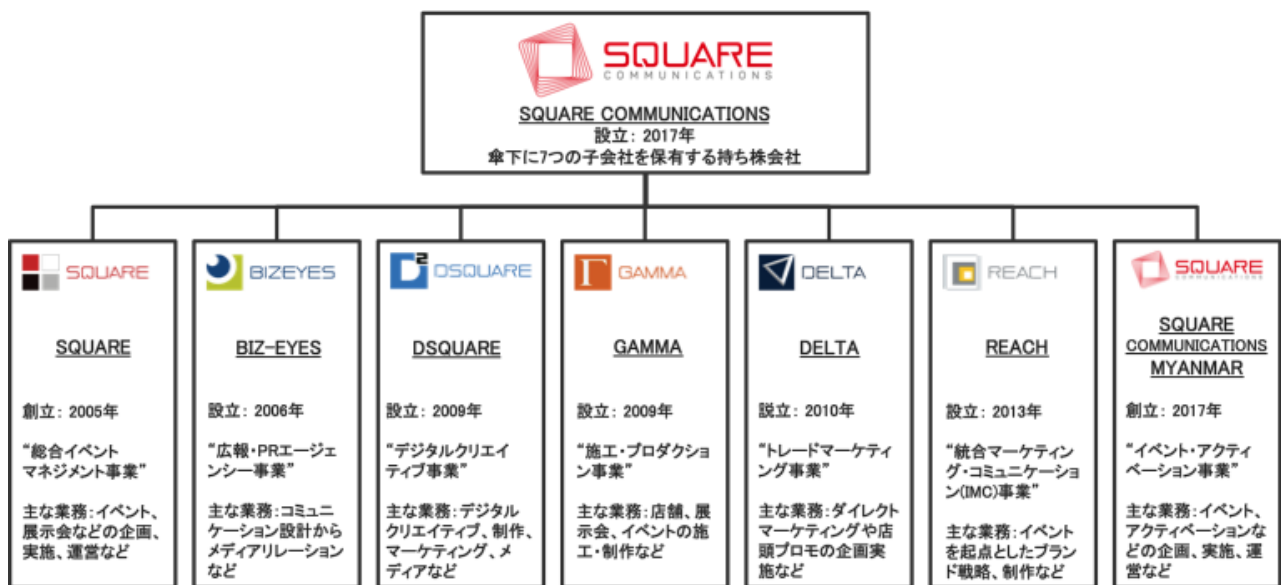 SQUARE
COMMUNICATIONS
SQUARE COMMUNICATIONS
設立：2017年
傘下に7つの子会社を保有する持ち株会社
SQUARE
SQUARE
創立：2005年
“総合イベント
マネジメント事業”
主な業務：イベント、
展示会などの企画、
実施、運営など
BIZEYES
BIZ-EYES
設立：2006年
“広報・PRエージェ
ンシー事業”
主な業務：コミュニ
ケーション設計から
メディアリレーション
など
D2 DSQUARE
DSQUARE
設立：2009年
“デジタルクリエイ
ティブ事業”
主な業務：デジタル
クリエイティブ、制作、
マーケティング、メ
ディアなど
Γ GAMMA
GAMMA
設立：2009年
“施工・プロダクショ
ン事業”
主な業務：店舗、展
示会、イベントの施
工・制作など
DELTA
DELTA
説立：2010年
“トレードマーケティ
ング事業”
主な業務：ダイレクト
マーケティングや店
頭プロモの企画実
施など
REACH
REACH
設立：2013年
“統合マーケティン
グ・コミュニケーショ
ン(IMC)事業”
主な業務：イベント
を起点としたブラン
ド戦略、制作など
SQUARE
COMMUNICATIONS
SQUARE
COMMUNICATIONS
MYANMAR
創立：2017年
“イベント・アクティ
ベーション事業”
主な業務：イベント、
アクティベーションな
どの企画、実施、運
営など